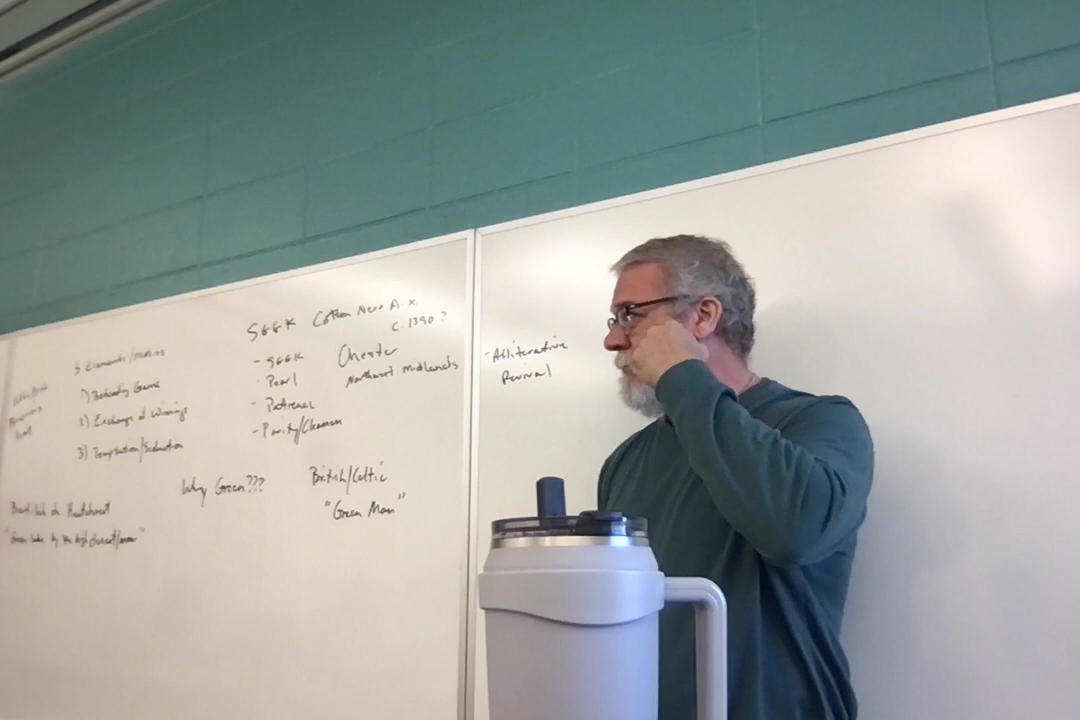 SGGK Cotton Nero A x.
c. 1390?
- SGGK
- Pearl
- Patience
- Purity/Cleanness
Chester
Northwest Midlands
- Alliterative
Revival
3 Elements/
1) Beheading Game
2) Exchange of Winnings
3) Temptation/Seduction
Why Green???
British/Celtic
"Green Man"
"Green